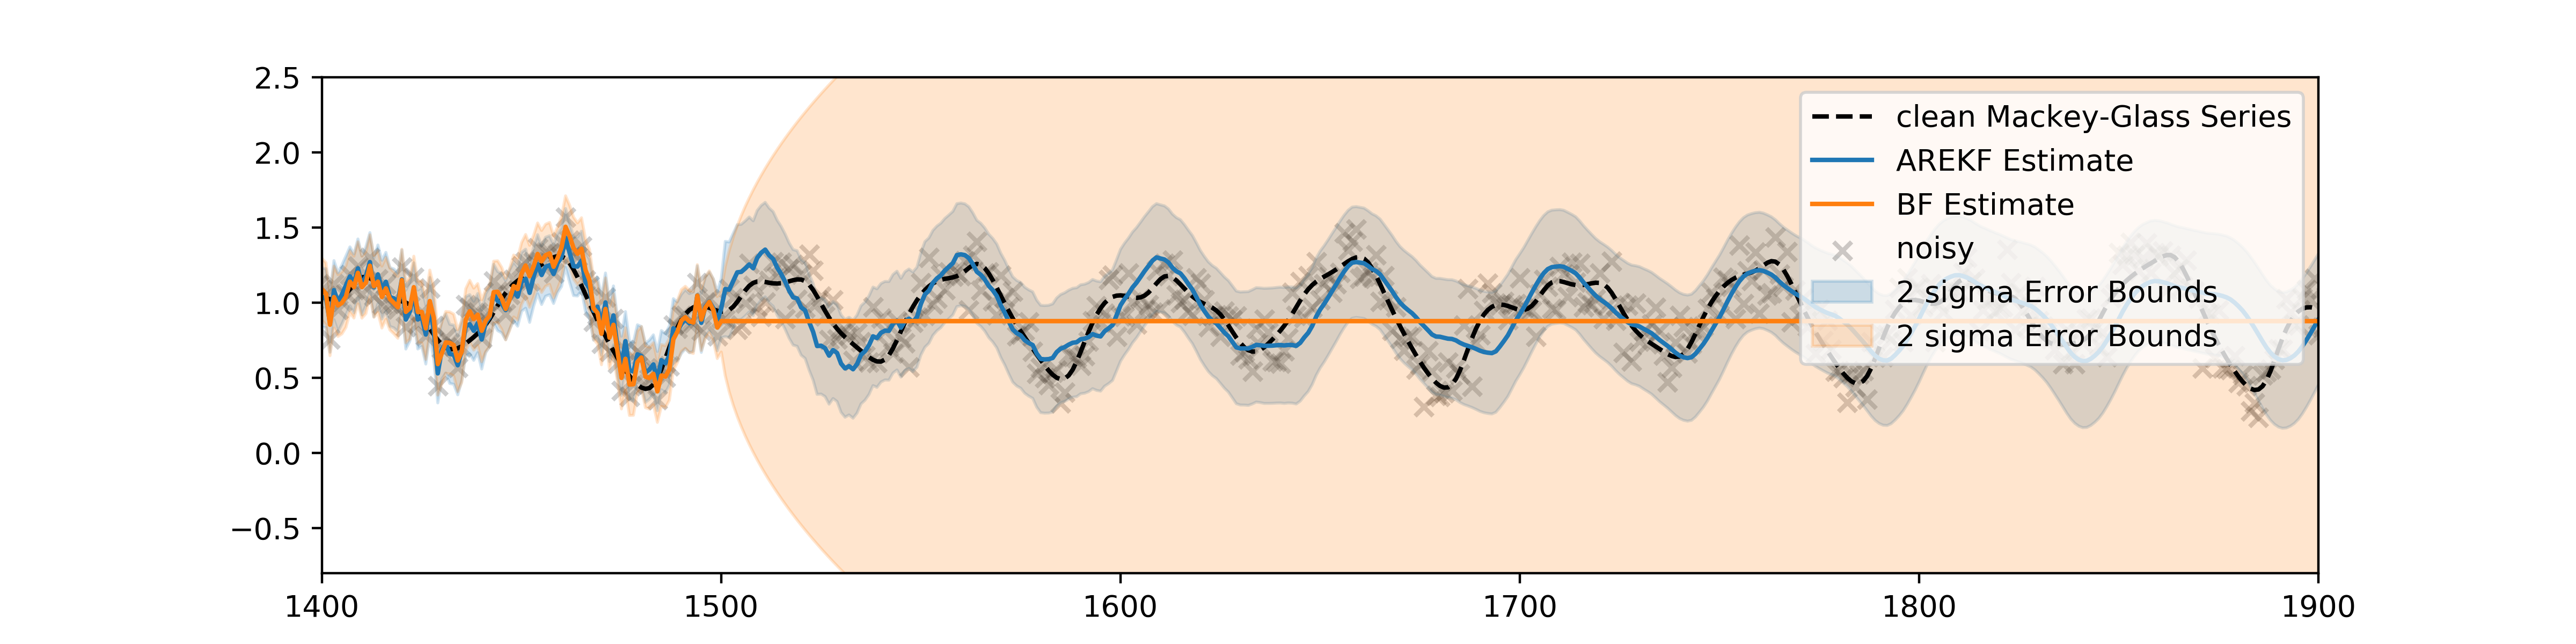 2.5
2.0
1.5
1.0
0.5
0.0
−0.5
1400
1500
1600
1700
1800
1900
clean Mackey-Glass Series
AREKF Estimate
BF Estimate
noisy
2 sigma Error Bounds
2 sigma Error Bounds